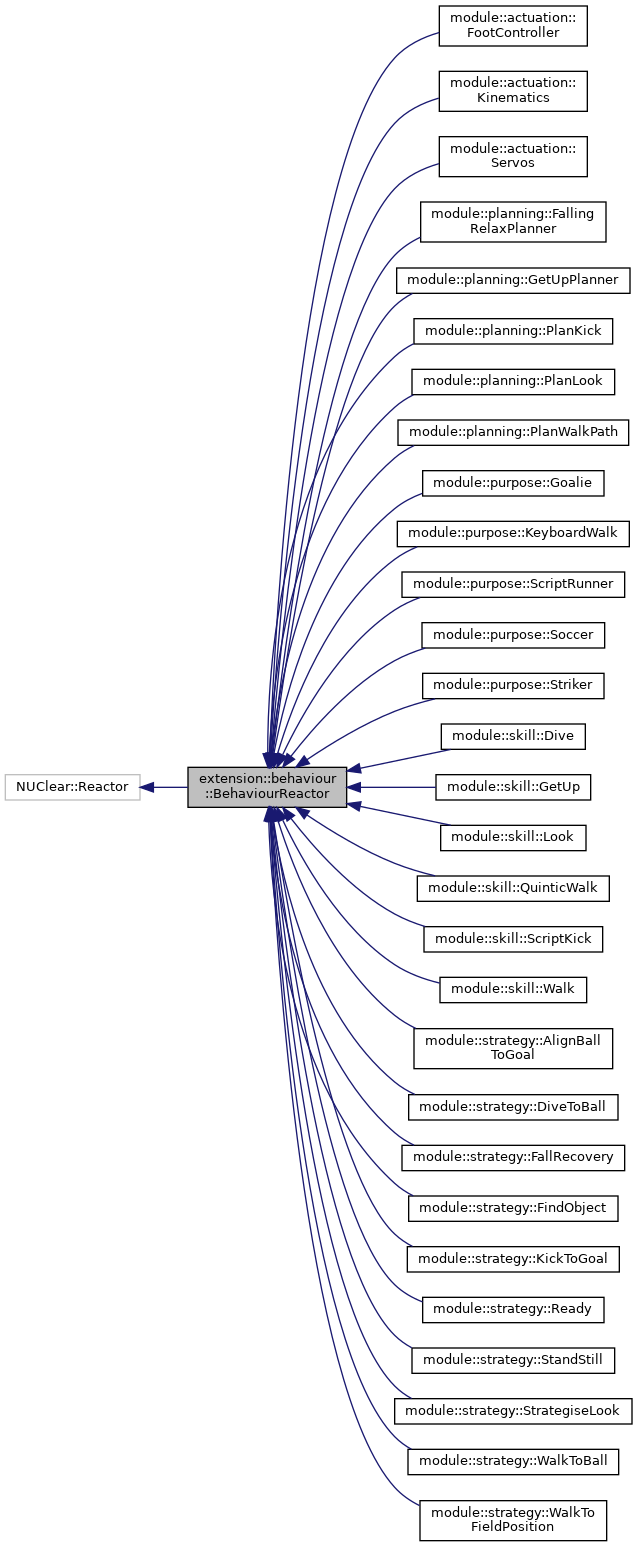 module::actuation::
FootController
module::actuation::
Kinematics
module::actuation::
Servos
module::planning::Falling
RelaxPlanner
module::planning::GetUpPlanner
module::planning::PlanKick
module::planning::PlanLook
module::planning::PlanWalkPath
module::purpose::Goalie
module::purpose::KeyboardWalk
module::purpose::ScriptRunner
module::purpose::Soccer
module::purpose::Striker
module::skill::Dive
NUClear::Reactor
extension::behaviour
::BehaviourReactor
module::skill::GetUp
module::skill::Look
module::skill::QuinticWalk
module::skill::ScriptKick
module::skill::Walk
module::strategy::AlignBall
ToGoal
module::strategy::DiveToBall
module::strategy::FallRecovery
module::strategy::FindObject
module::strategy::KickToGoal
module::strategy::Ready
module::strategy::StandStill
module::strategy::StrategiseLook
module::strategy::WalkToBall
module::strategy::WalkTo
FieldPosition